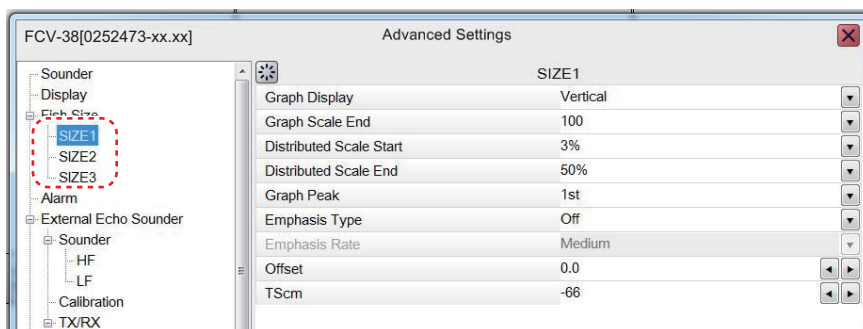 FCV-38[0252473-xx.xx] Advanced Settings
Sounder
Display
Fish Size
SIZE1
SIZE2
SIZE3
Alarm
External Echo Sounder
Sounder
HF
LF
Calibration
TX/RX
SIZE1
Graph Display Vertical
Graph Scale End 100
Distributed Scale Start 3%
Distributed Scale End 50%
Graph Peak 1st
Emphasis Type Off
Emphasis Rate Medium
Offset 0.0
TScm -66